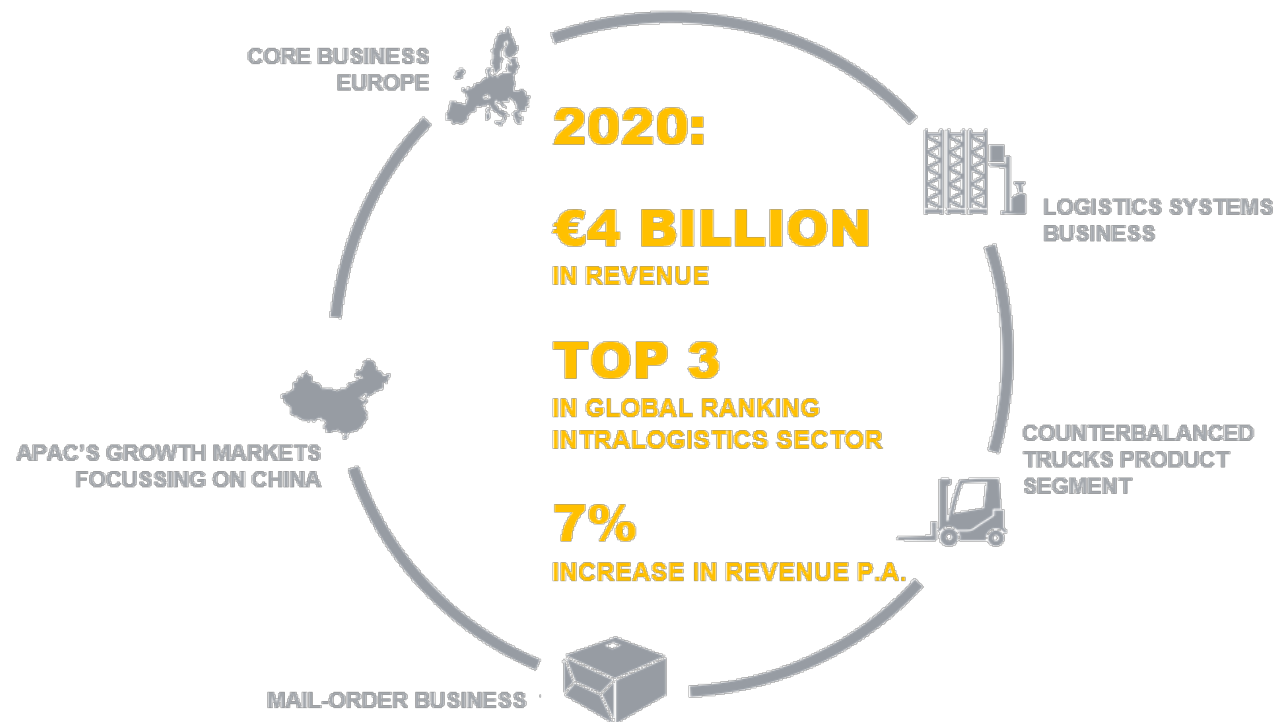 CORE BUSINESS
EUROPE
2020:
€4 BILLION
IN REVENUE
LOGISTICS SYSTEMS
BUSINESS
TOP 3
IN GLOBAL RANKING
INTRALOGISTICS SECTOR
APAC'S GROWTH MARKETS
FOCUSSING ON CHINA
COUNTERBALANCED
TRUCKS PRODUCT
SEGMENT
7%
INCREASE IN REVENUE P.A.
MAIL-ORDER BUSINESS